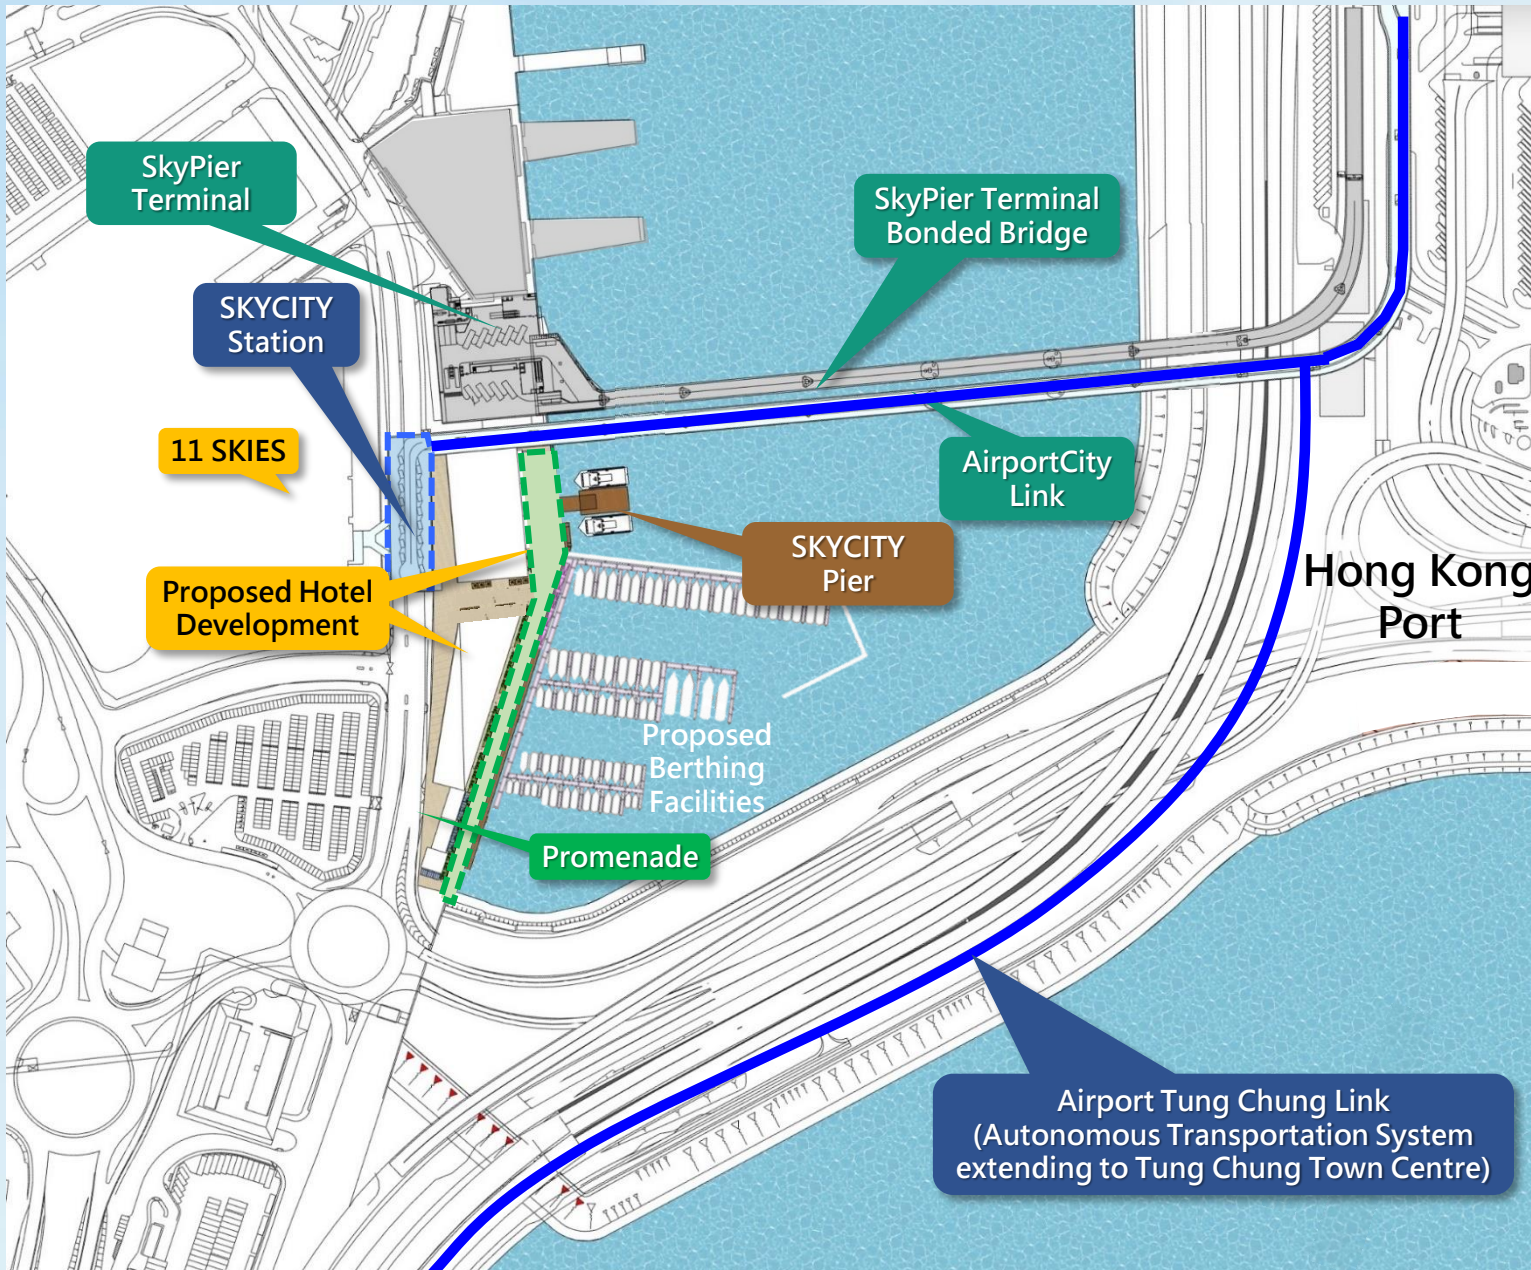 SkyPier
Terminal
SkyPier Terminal
Bonded Bridge
SKYCITY
Station
11 SKIES
AirportCity
Link
SKYCITY
Pier
Hong Kong
Port
Proposed Hotel
Development
Proposed
Berthing
Facilities
Promenade
Airport Tung Chung Link
(Autonomous Transportation System
extending to Tung Chung Town Centre)